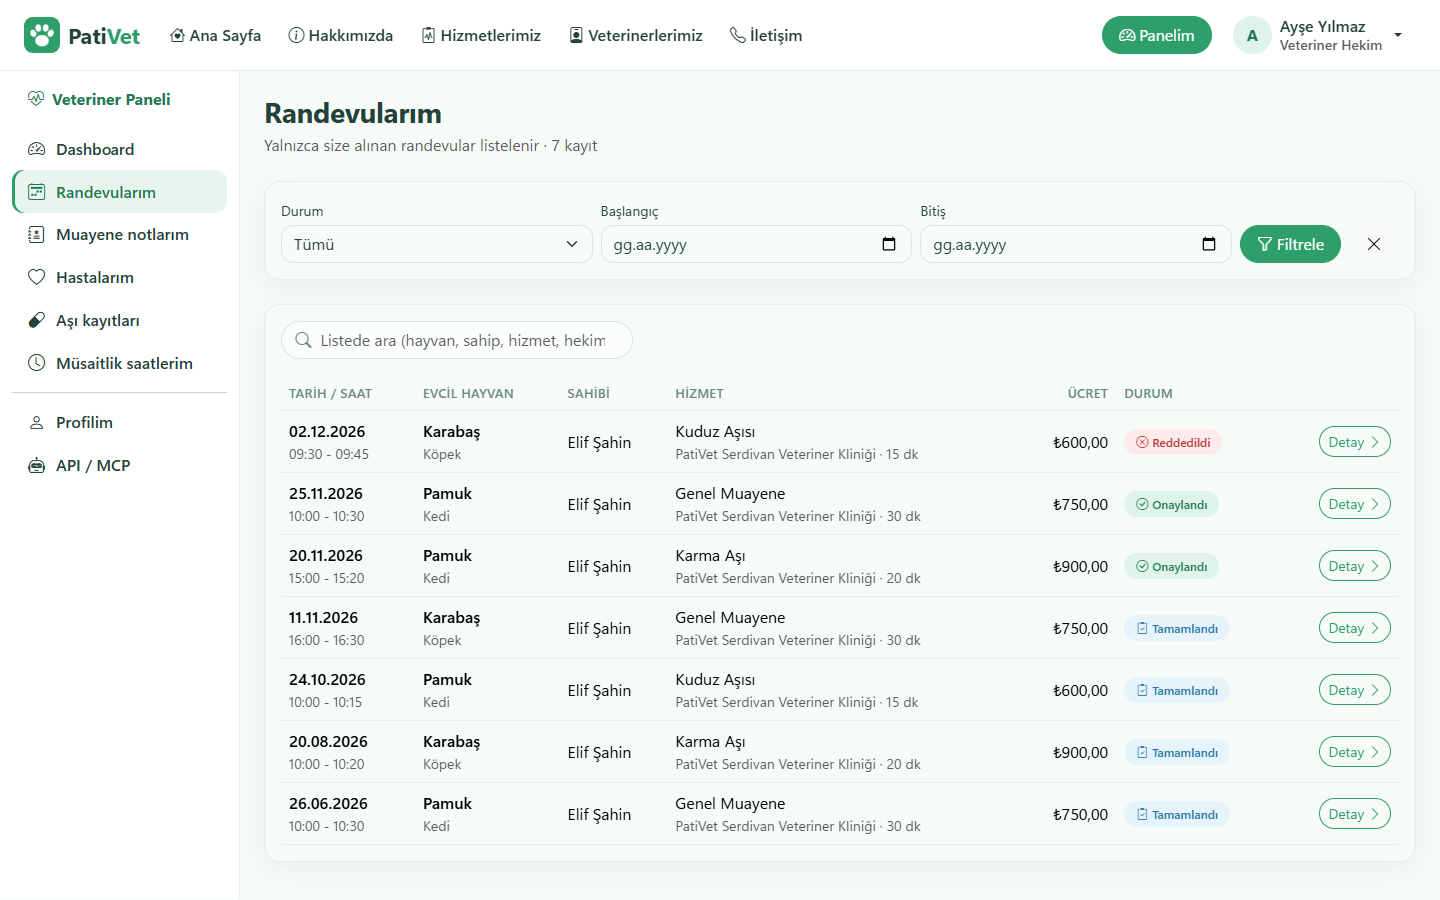 PatiVet
Ana Sayfa
Hakkımızda
Hizmetlerimiz
Veterinerlerimiz
İletişim
Panelim
A
Ayşe Yılmaz
Veteriner Hekim
Veteriner Paneli
Dashboard
Randevularım
Muayene notlarım
Hastalarım
Aşı kayıtları
Müsaitlik saatlerim
Profilim
API / MCP
Randevularım
Yalnızca size alınan randevular listelenir · 7 kayıt
Durum
Başlangıç
Bitiş
Tümü
gg.aa.yyyy
gg.aa.yyyy
Filtrele
Listede ara (hayvan, sahip, hizmet, hekim
TARİH / SAAT EVCİL HAYVAN SAHİBİ HİZMET ÜCRET DURUM
02.12.2026 Karabaş Elif Şahin Kuduz Aşısı ₺600,00 Reddedildi Detay
09:30 - 09:45 Köpek PatiVet Serdivan Veteriner Kliniği · 15 dk
25.11.2026 Pamuk Elif Şahin Genel Muayene ₺750,00 Onaylandı Detay
10:00 - 10:30 Kedi PatiVet Serdivan Veteriner Kliniği · 30 dk
20.11.2026 Pamuk Elif Şahin Karma Aşı ₺900,00 Onaylandı Detay
15:00 - 15:20 Kedi PatiVet Serdivan Veteriner Kliniği · 20 dk
11.11.2026 Karabaş Elif Şahin Genel Muayene ₺750,00 Tamamlandı Detay
16:00 - 16:30 Köpek PatiVet Serdivan Veteriner Kliniği · 30 dk
24.10.2026 Pamuk Elif Şahin Kuduz Aşısı ₺600,00 Tamamlandı Detay
10:00 - 10:15 Kedi PatiVet Serdivan Veteriner Kliniği · 15 dk
20.08.2026 Karabaş Elif Şahin Karma Aşı ₺900,00 Tamamlandı Detay
10:00 - 10:20 Köpek PatiVet Serdivan Veteriner Kliniği · 20 dk
26.06.2026 Pamuk Elif Şahin Genel Muayene ₺750,00 Tamamlandı Detay
10:00 - 10:30 Kedi PatiVet Serdivan Veteriner Kliniği · 30 dk